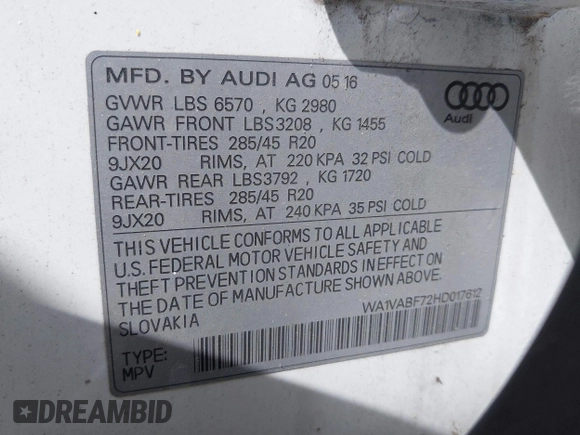 MFD. BY AUDI AG 05 16
Audi
GVWR LBS 6570 , KG 2980
GAWR FRONT LBS3208 , KG 1455
FRONT-TIRES 285/45 R20
9JX20 RIMS, AT 220 KPA 32 PSI COLD
GAWR REAR LBS3792 , KG 1720
REAR-TIRES 285/45 R20
9JX20 RIMS, AT 240 KPA 35 PSI COLD
THIS VEHICLE CONFORMS TO ALL APPLICABLE
U.S. FEDERAL MOTOR VEHICLE SAFETY AND
THEFT PREVENTION STANDARDS IN EFFECT ON
THE DATE OF MANUFACTURE SHOWN ABOVE.
SLOVAKIA
WA1VABF72HD017612
TYPE:
MPV
DREAMBID